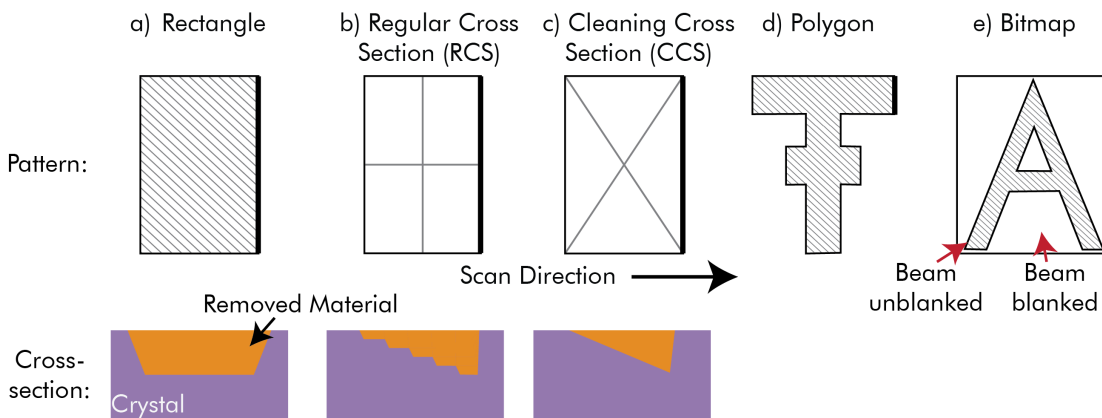 a) Rectangle
b) Regular Cross
Section (RCS)
c) Cleaning Cross
Section (CCS)
d) Polygon
e) Bitmap
Pattern:
Scan Direction
Beam
unblanked
Beam
blanked
Removed Material
Cross-
section:
Crystal